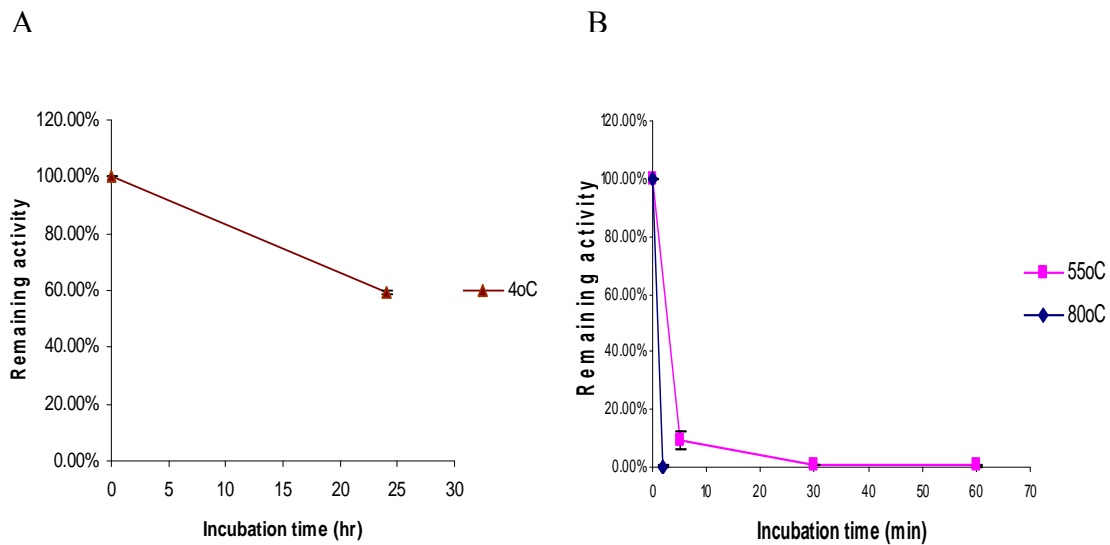 A
B
120.00%
100.00%
80.00%
60.00%
40.00%
20.00%
0.00%
Remaining activity
0 5 10 15 20 25 30
Incubation time (hr)
4oC
120.00%
100.00%
80.00%
60.00%
40.00%
20.00%
0.00%
Remaining activity
0 10 20 30 40 50 60 70
Incubation time (min)
55oC
80oC